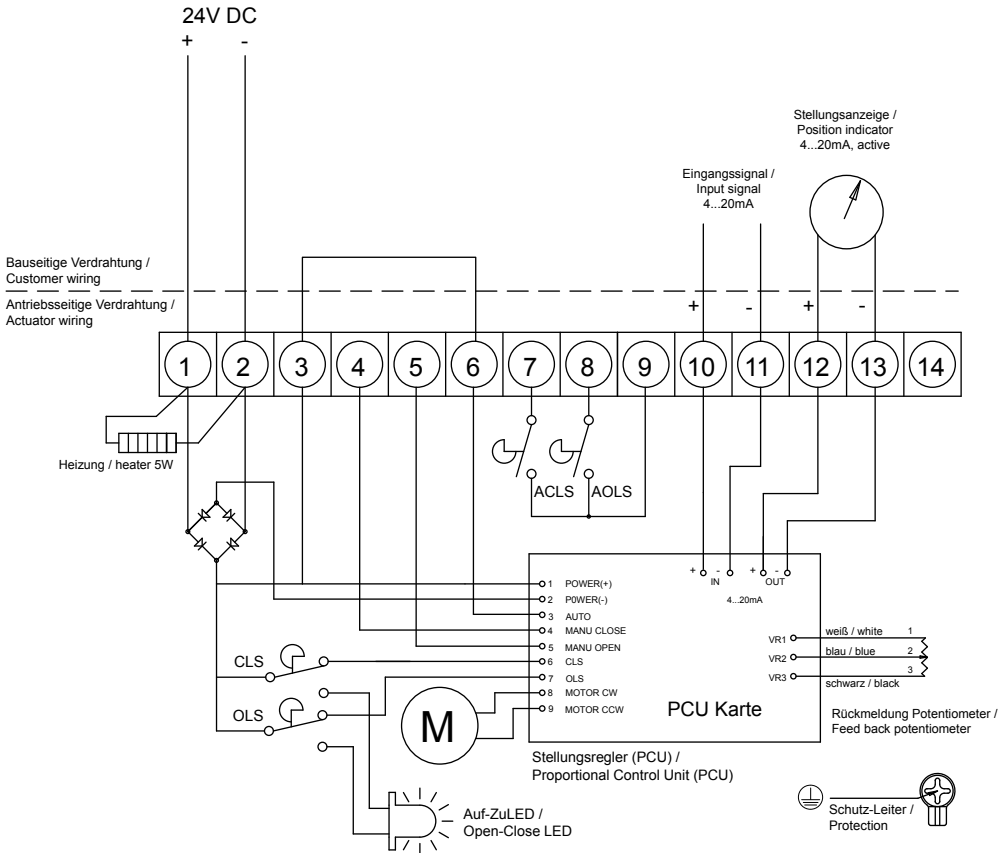 24V DC
+ -
Stellungsanzeige /
Position indicator
4...20mA, active
Eingangssignal /
Input signal
4...20mA
Bauseitige Verdrahtung /
Customer wiring
Antriebsseitige Verdrahtung /
Actuator wiring
+ - + -
1 2 3 4 5 6 7 8 9 10 11 12 13 14
Heizung / heater 5W
ACLS AOLS
+ - + -
IN OUT
4...20mA
1 POWER(+)
2 P0WER(-)
3 AUTO
4 MANU CLOSE
5 MANU OPEN
6 CLS
7 OLS
8 MOTOR CW
9 MOTOR CCW
VR1 weiß / white 1
VR2 blau / blue 2
VR3 schwarz / black 3
CLS
OLS
M
PCU Karte
Rückmeldung Potentiometer /
Feed back potentiometer
Stellungsregler (PCU) /
Proportional Control Unit (PCU)
Auf-ZuLED /
Open-Close LED
Schutz-Leiter /
Protection